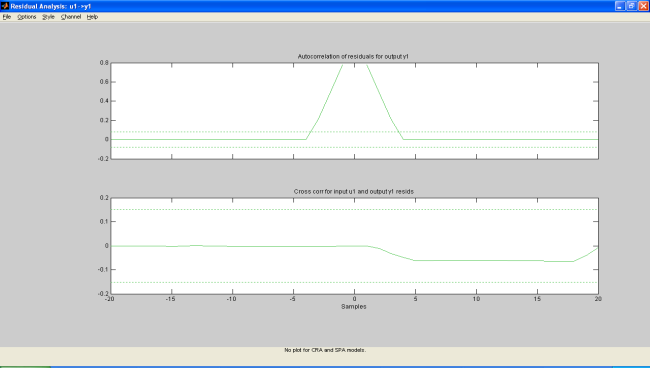 Residual Analysis: u1->y1
File Options Style Channel Help
Autocorrelation of residuals for output y1
0.8
0.6
0.4
0.2
0
-0.2
Cross corr for input u1 and output y1 resids
0.2
0.1
0
-0.1
-0.2
-20 -15 -10 -5 0 5 10 15 20
Samples
No plot for CRA and SPA models.